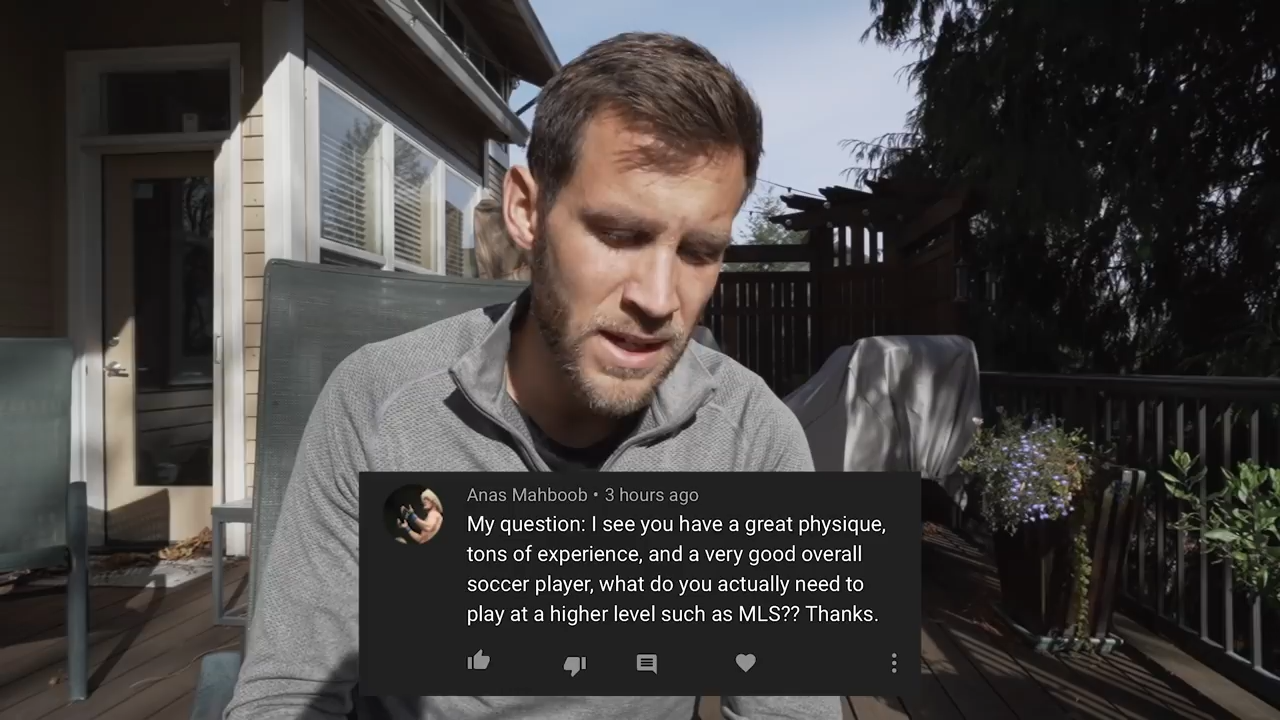 Anas Mahboob • 3 hours ago
My question: I see you have a great physique,
tons of experience, and a very good overall
soccer player, what do you actually need to
play at a higher level such as MLS?? Thanks.